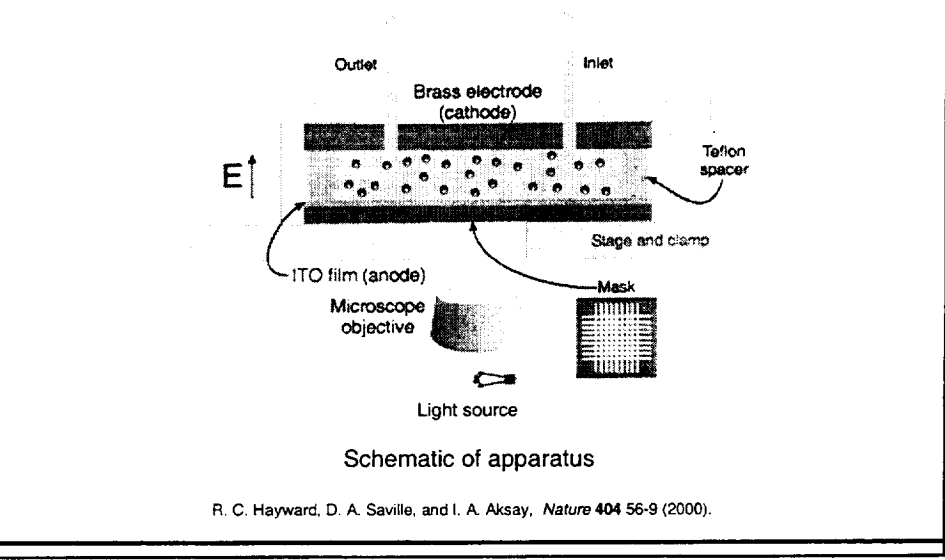 Outlet
Inlet
Brass electrode
(cathode)
Teflon
spacer
E
Stage and clamp
ITO film (anode)
Mask
Microscope
objective
Light source
Schematic of apparatus
R. C. Hayward, D. A. Saville, and I. A. Aksay, Nature 404 56-9 (2000).